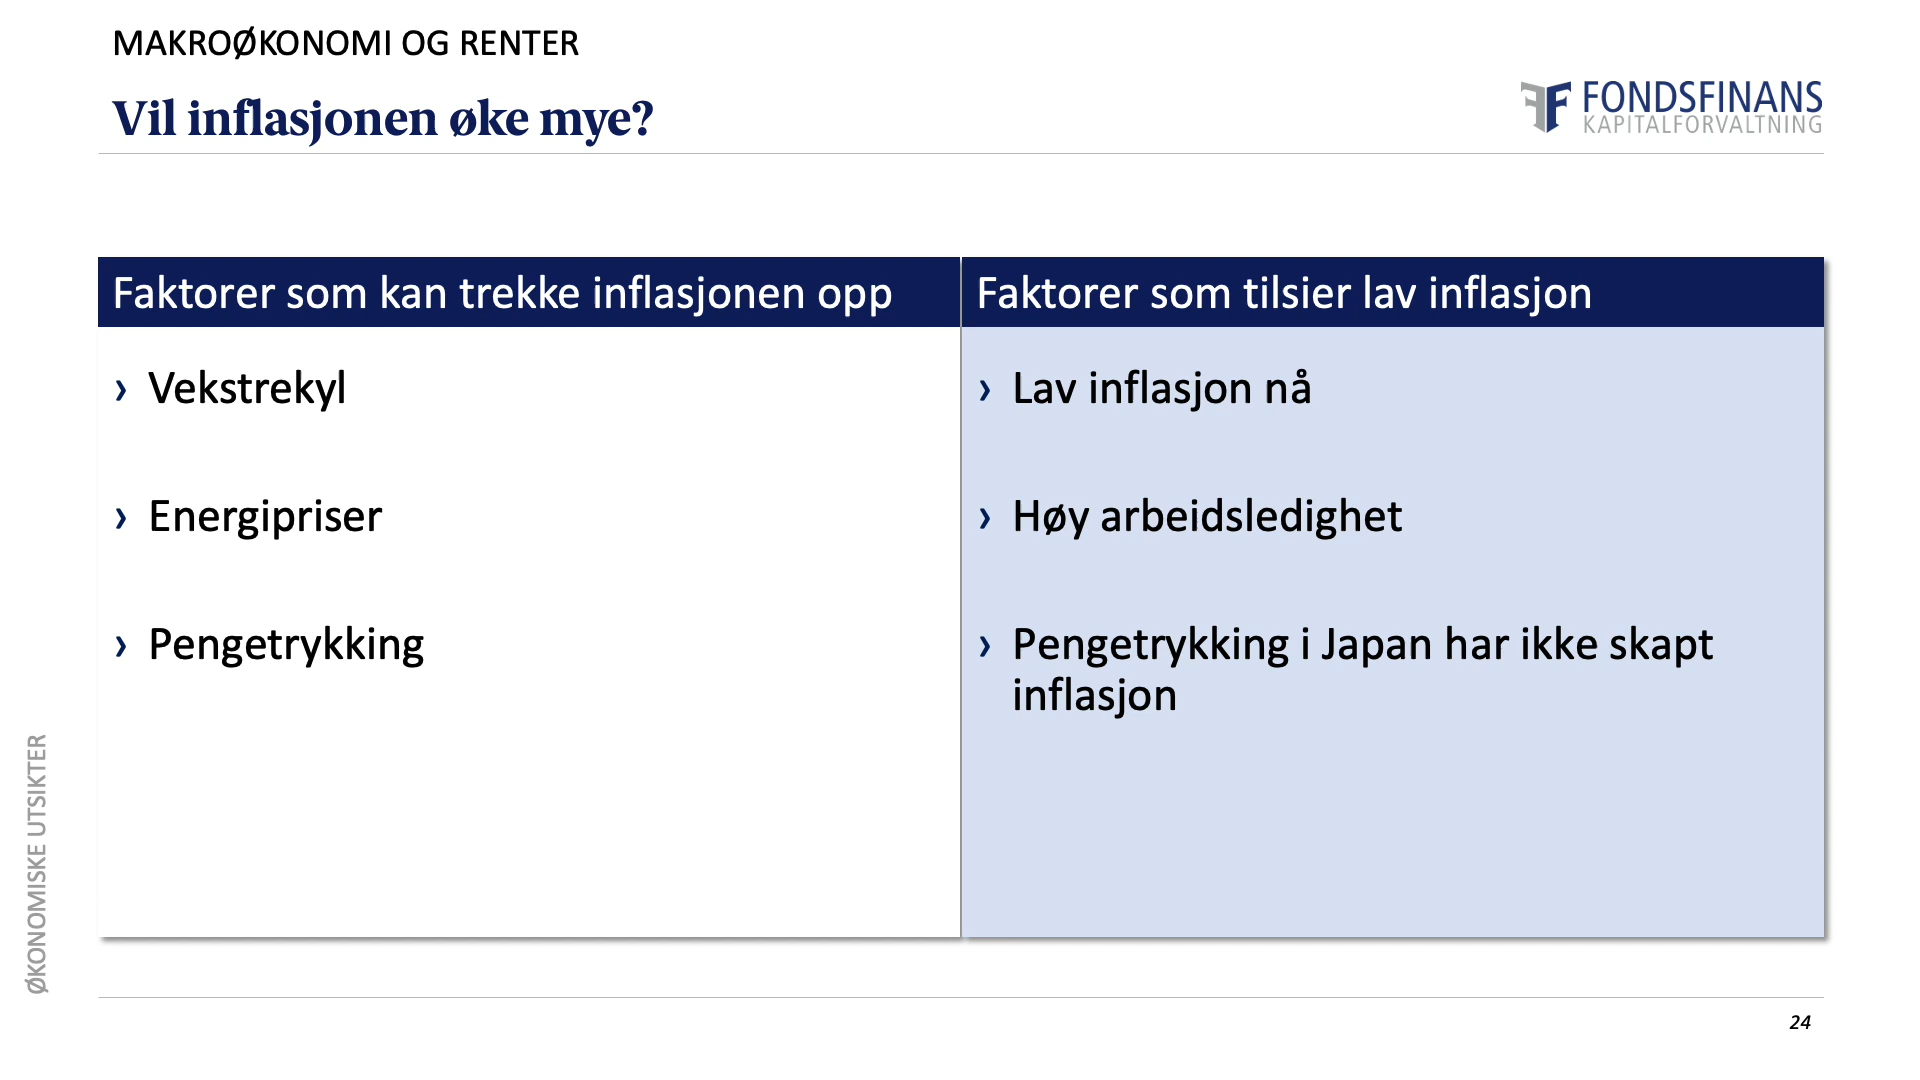 MAKROØKONOMI OG RENTER
Vil inflasjonen øke mye?
FONDSFINANS
KAPITALFORVALTNING
Faktorer som kan trekke inflasjonen opp
› Vekstrekyl
› Energipriser
› Pengetrykking
Faktorer som tilsier lav inflasjon
› Lav inflasjon nå
› Høy arbeidsledighet
› Pengetrykking i Japan har ikke skapt
inflasjon
ØKONOMISKE UTSIKTER
24